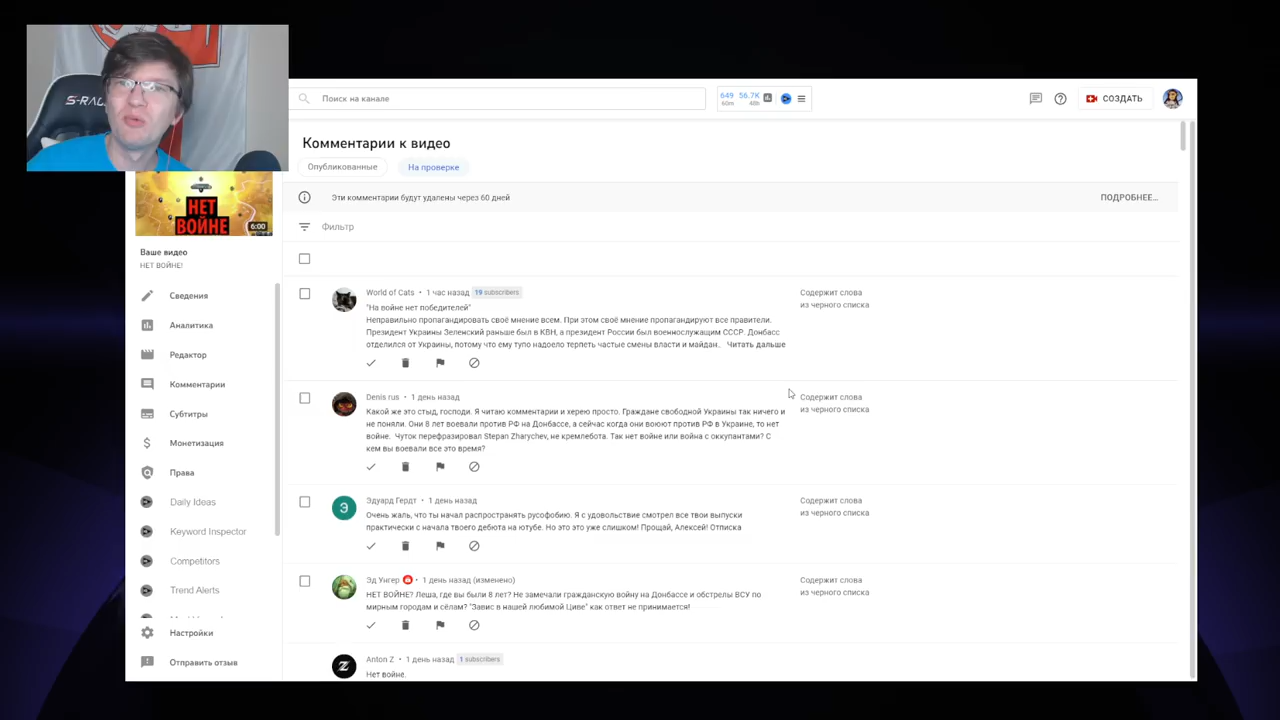 S-RAC
Поиск на канале
649 56.7K
60m 48h
СОЗДАТЬ
Комментарии к видео
Опубликованные
На проверке
Эти комментарии будут удалены через 60 дней
ПОДРОБНЕЕ...
Фильтр
НЕТ
ВОЙНЕ
6:00
Ваше видео
НЕТ ВОЙНЕ!
Сведения
Аналитика
Редактор
Комментарии
Субтитры
Монетизация
Права
Daily Ideas
Keyword Inspector
Competitors
Trend Alerts
Настройки
Отправить отзыв
World of Cats • 1 час назад 19 subscribers
"На войне нет победителей"
Неправильно пропагандировать своё мнение всем. При этом своё мнение пропагандируют все правители.
Президент Украины Зеленский раньше был в КВН, а президент России был военнослужащим СССР. Донбасс
отделился от Украины, потому что ему тупо надоело терпеть частые смены власти и майдан.. Читать дальше
Содержит слова
из черного списка
Denis rus • 1 день назад
Какой же это стыд, господи. Я читаю комментарии и херею просто. Граждане свободной Украины так ничего и
не поняли. Они 8 лет воевали против РФ на Донбассе, а сейчас когда они воюют против РФ в Украине, то нет
войне. Чуток перефразировал Stepan Zharychev, не кремлебота. Так нет войне или война с оккупантами? С
кем вы воевали все это время?
Содержит слова
из черного списка
Э
Эдуард Гердт • 1 день назад
Очень жаль, что ты начал распространять русофобию. Я с удовольствие смотрел все твои выпуски
практически с начала твоего дебюта на ютубе. Но это это уже слишком! Прощай, Алексей! Отписка
Содержит слова
из черного списка
Эд Унгер • 1 день назад (изменено)
НЕТ ВОЙНЕ? Леша, где вы были 8 лет? Не замечали гражданскую войну на Донбассе и обстрелы ВСУ по
мирным городам и сёлам? "Завис в нашей любимой Циве" как ответ не принимается!
Содержит слова
из черного списка
Z
Anton Z • 1 день назад 1 subscribers
Нет войне.